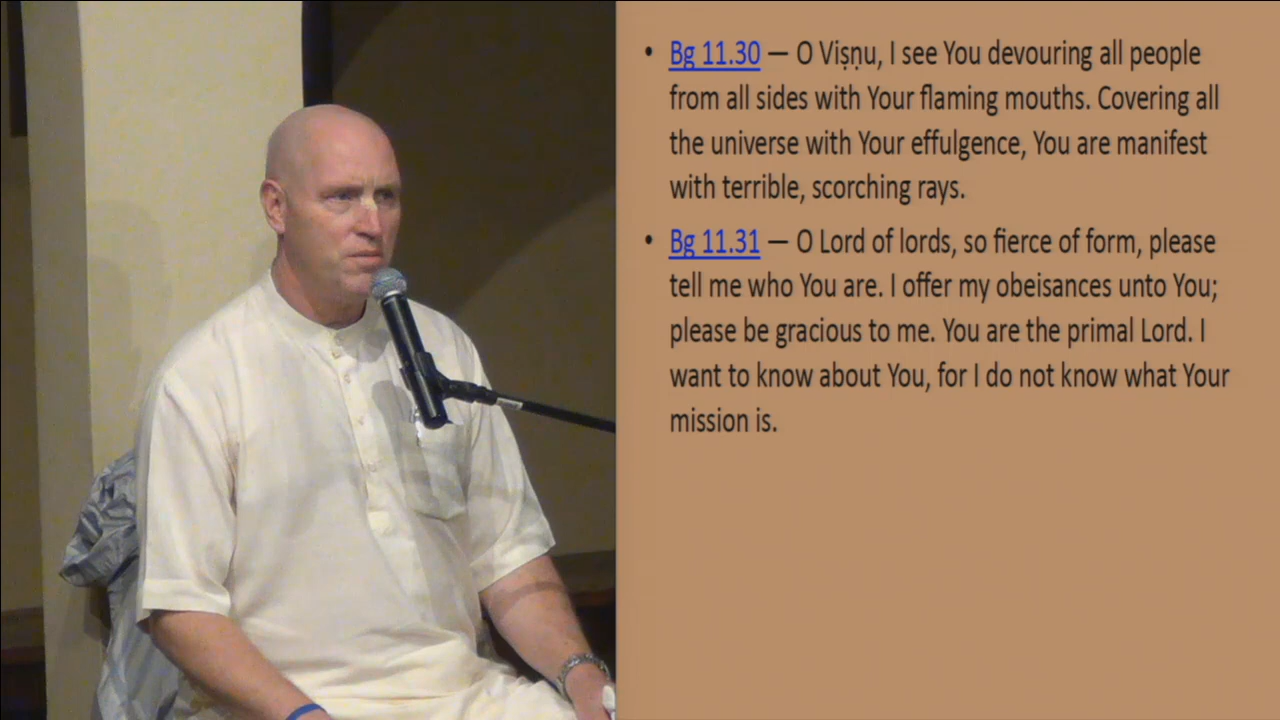 • Bg 11.30 — O Viṣṇu, I see You devouring all people
from all sides with Your flaming mouths. Covering all
the universe with Your effulgence, You are manifest
with terrible, scorching rays.
• Bg 11.31 — O Lord of lords, so fierce of form, please
tell me who You are. I offer my obeisances unto You;
please be gracious to me. You are the primal Lord. I
want to know about You, for I do not know what Your
mission is.